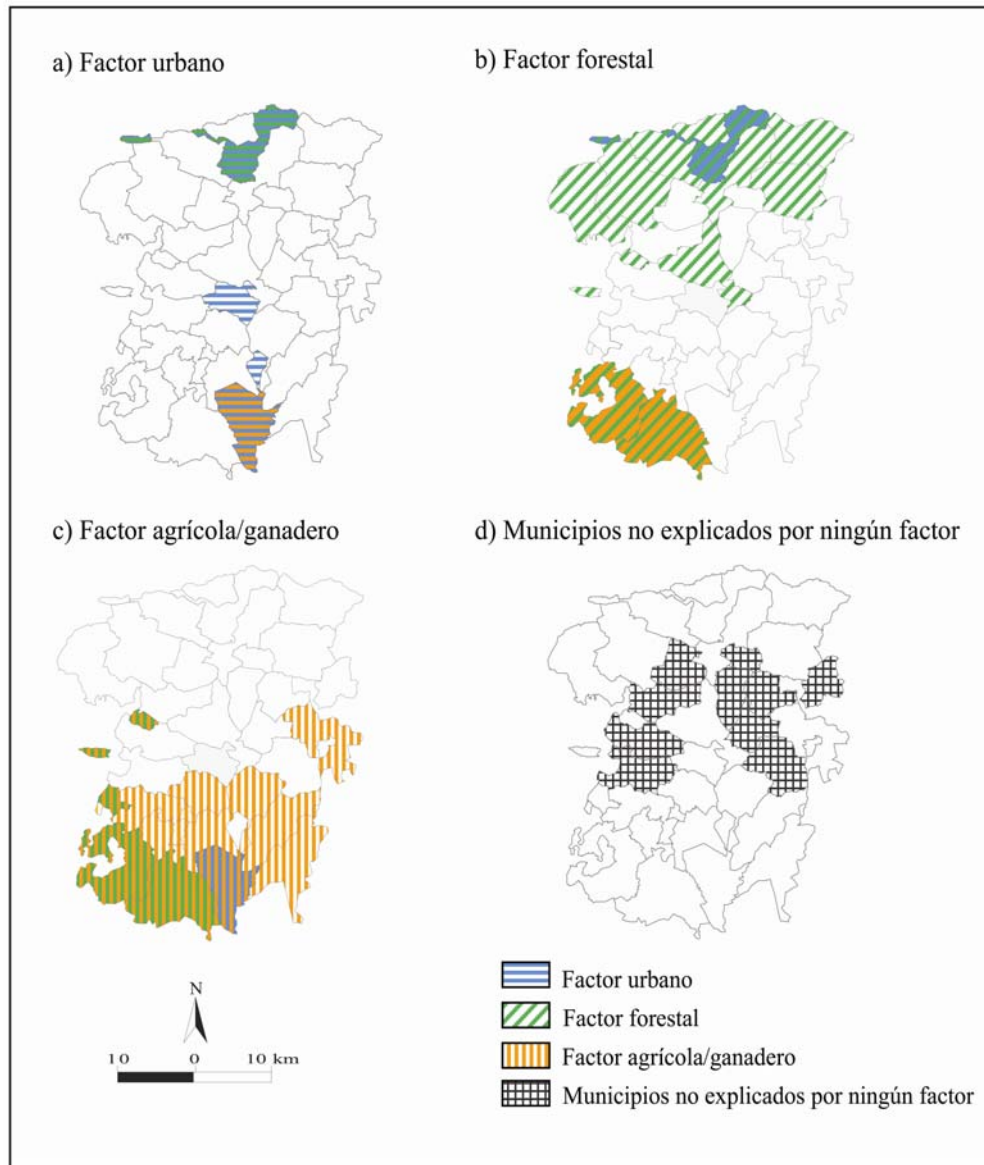 a) Factor urbano
b) Factor forestal
c) Factor agrícola/ganadero
d) Municipios no explicados por ningún factor
N
10 0 10 km
Factor urbano
Factor forestal
Factor agrícola/ganadero
Municipios no explicados por ningún factor